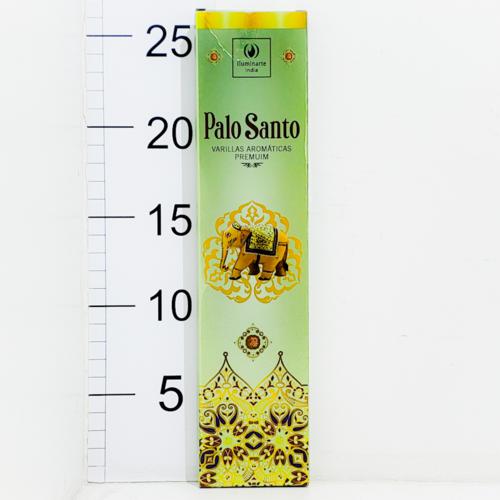 25
20
15
10
5
Iluminarte
India
Palo Santo
VARILLAS AROMÁTICAS
PREMUIM